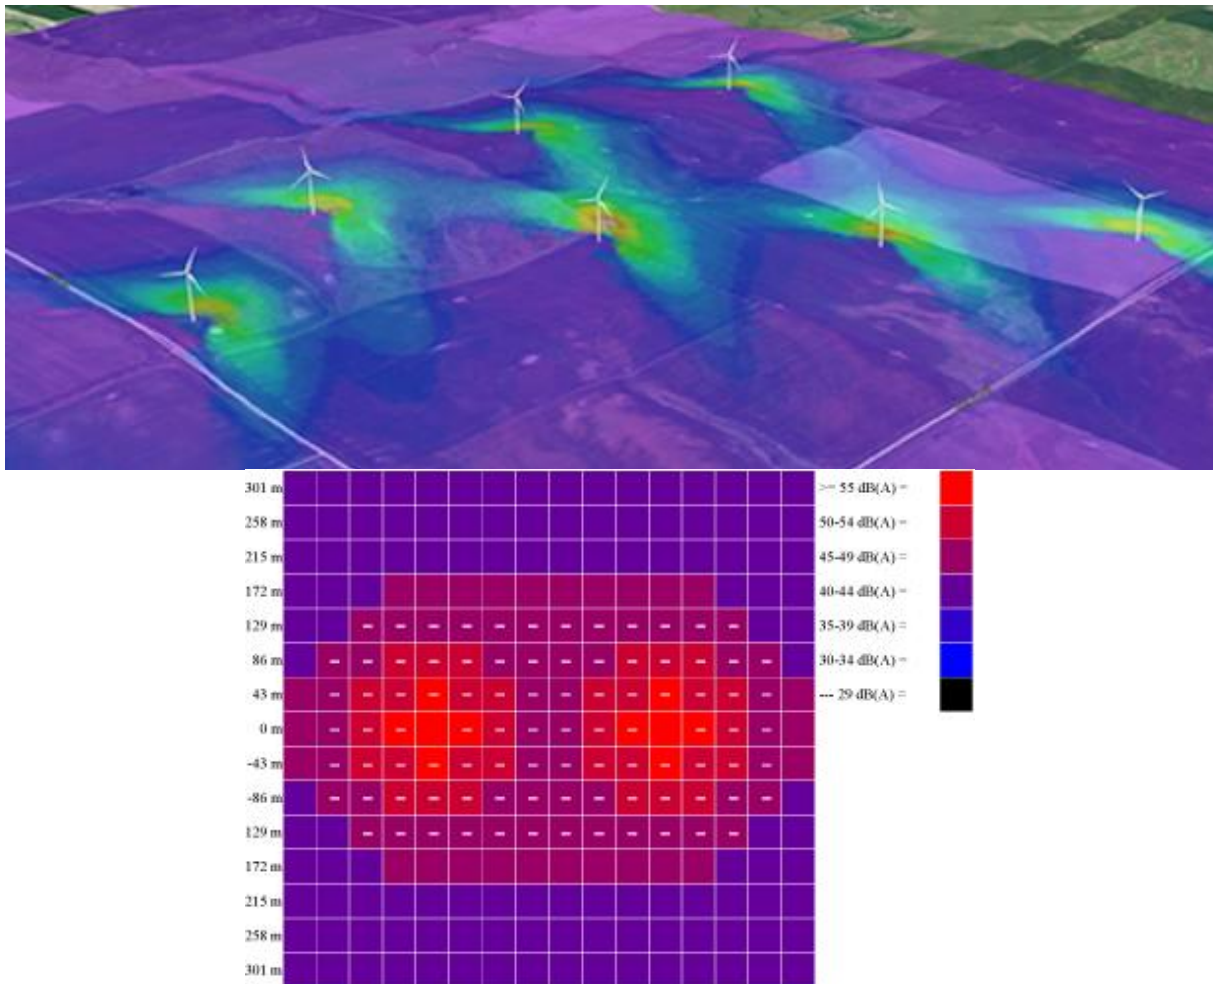 301 m
258 m
215 m
172 m
129 m
86 m
43 m
0 m
-43 m
-86 m
129 m
172 m
215 m
258 m
301 m
>= 55 dB(A) =
50-54 dB(A) =
45-49 dB(A) =
40-44 dB(A) =
35-39 dB(A) =
30-34 dB(A) =
--- 29 dB(A) =